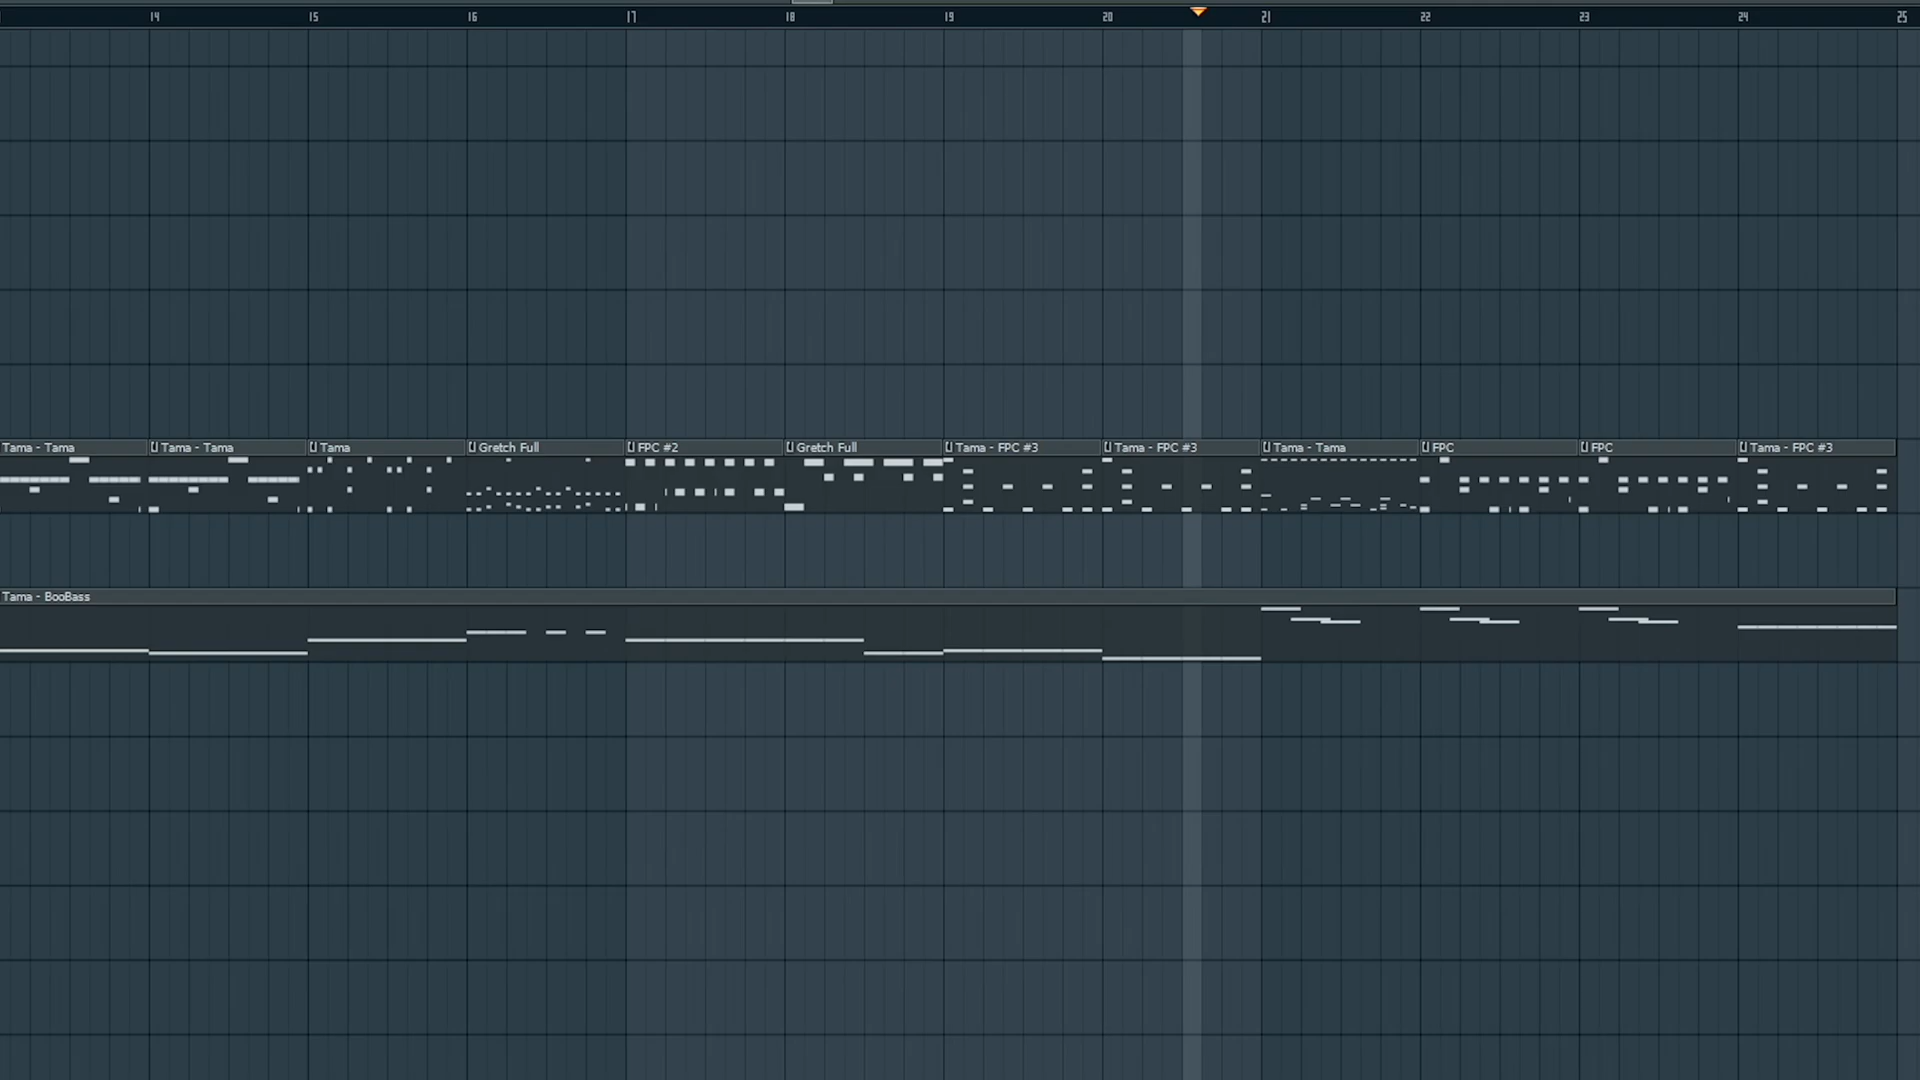 14 15 16 17 18 19 20 21 22 23 24 25
Tama - Tama Tama - Tama Tama Gretch Full FPC #2 Gretch Full Tama - FPC #3 Tama - FPC #3 Tama - Tama FPC FPC Tama - FPC #3
Tama - BooBass